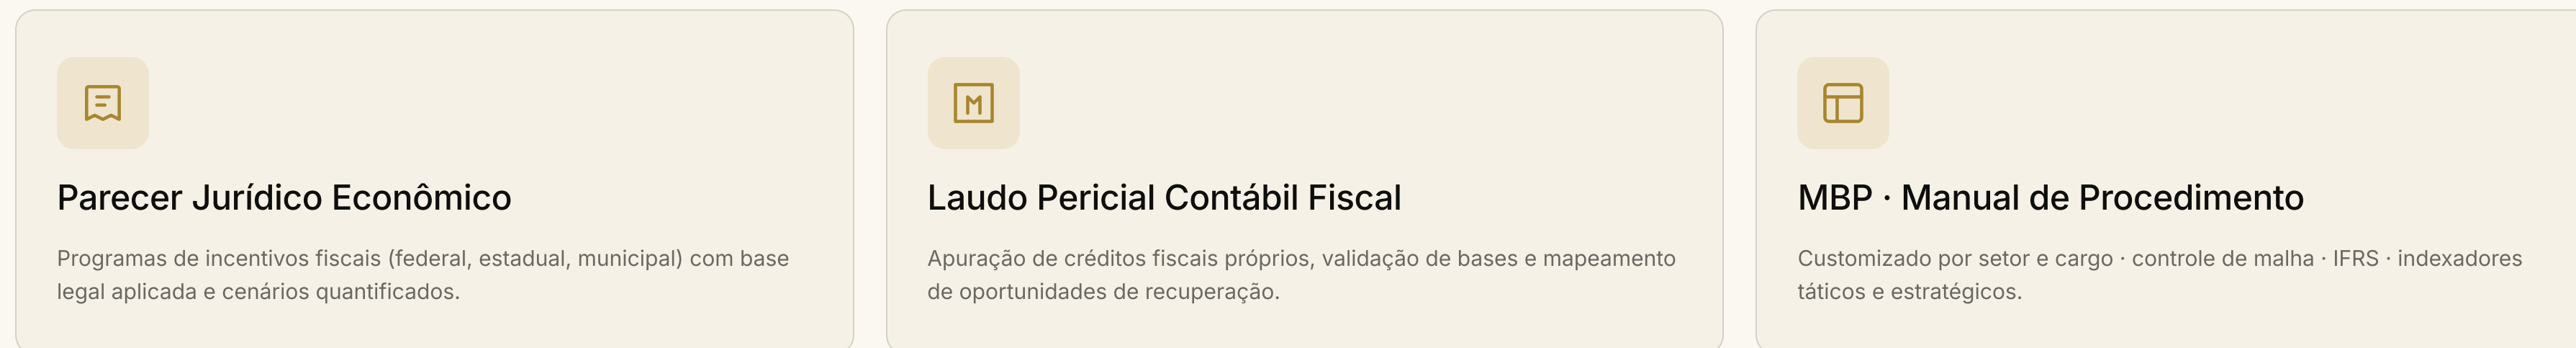 Parecer Jurídico Econômico
Programas de incentivos fiscais (federal, estadual, municipal) com base
legal aplicada e cenários quantificados.
M
Laudo Pericial Contábil Fiscal
Apuração de créditos fiscais próprios, validação de bases e mapeamento
de oportunidades de recuperação.
MBP · Manual de Procedimento
Customizado por setor e cargo · controle de malha · IFRS · indexadores
táticos e estratégicos.